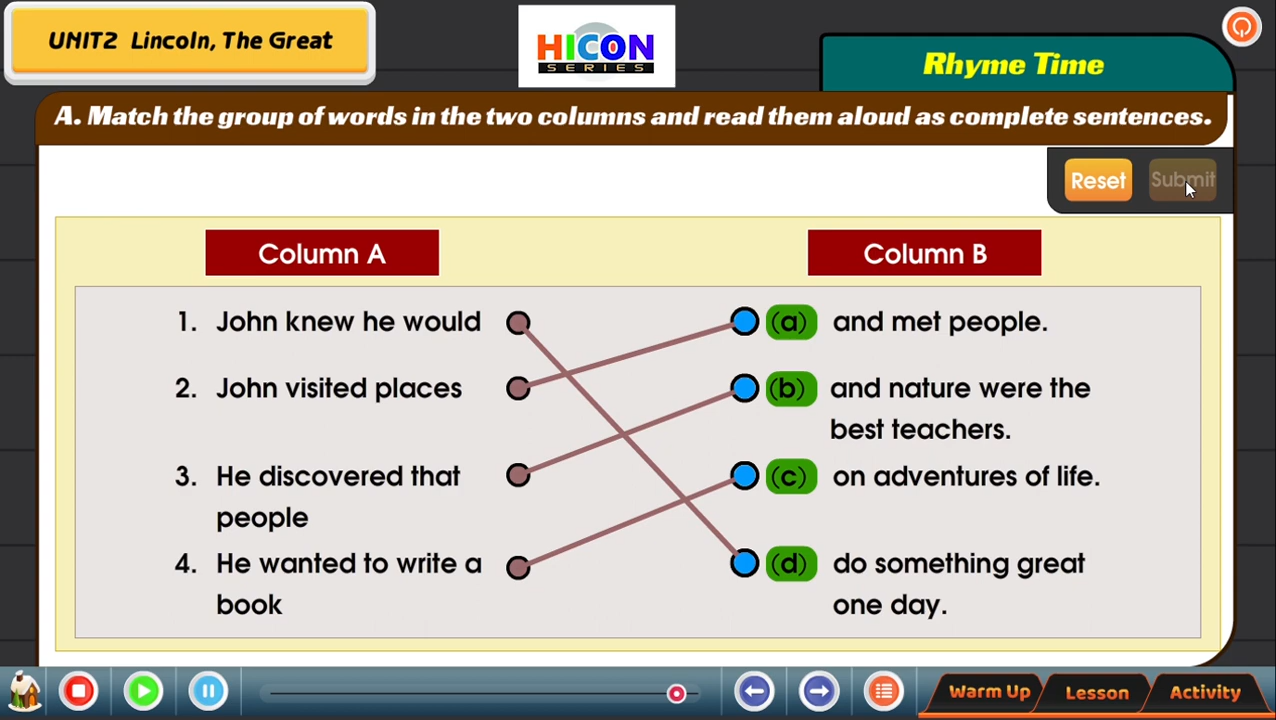 UNIT2 Lincoln, The Great
HICON
SERIES
Rhyme Time
A. Match the group of words in the two columns and read them aloud as complete sentences.
Reset Submit
Column A Column B
1. John knew he would (a) and met people.
2. John visited places (b) and nature were the
best teachers.
3. He discovered that (c) on adventures of life.
people
4. He wanted to write a (d) do something great
book one day.
Warm Up Lesson Activity